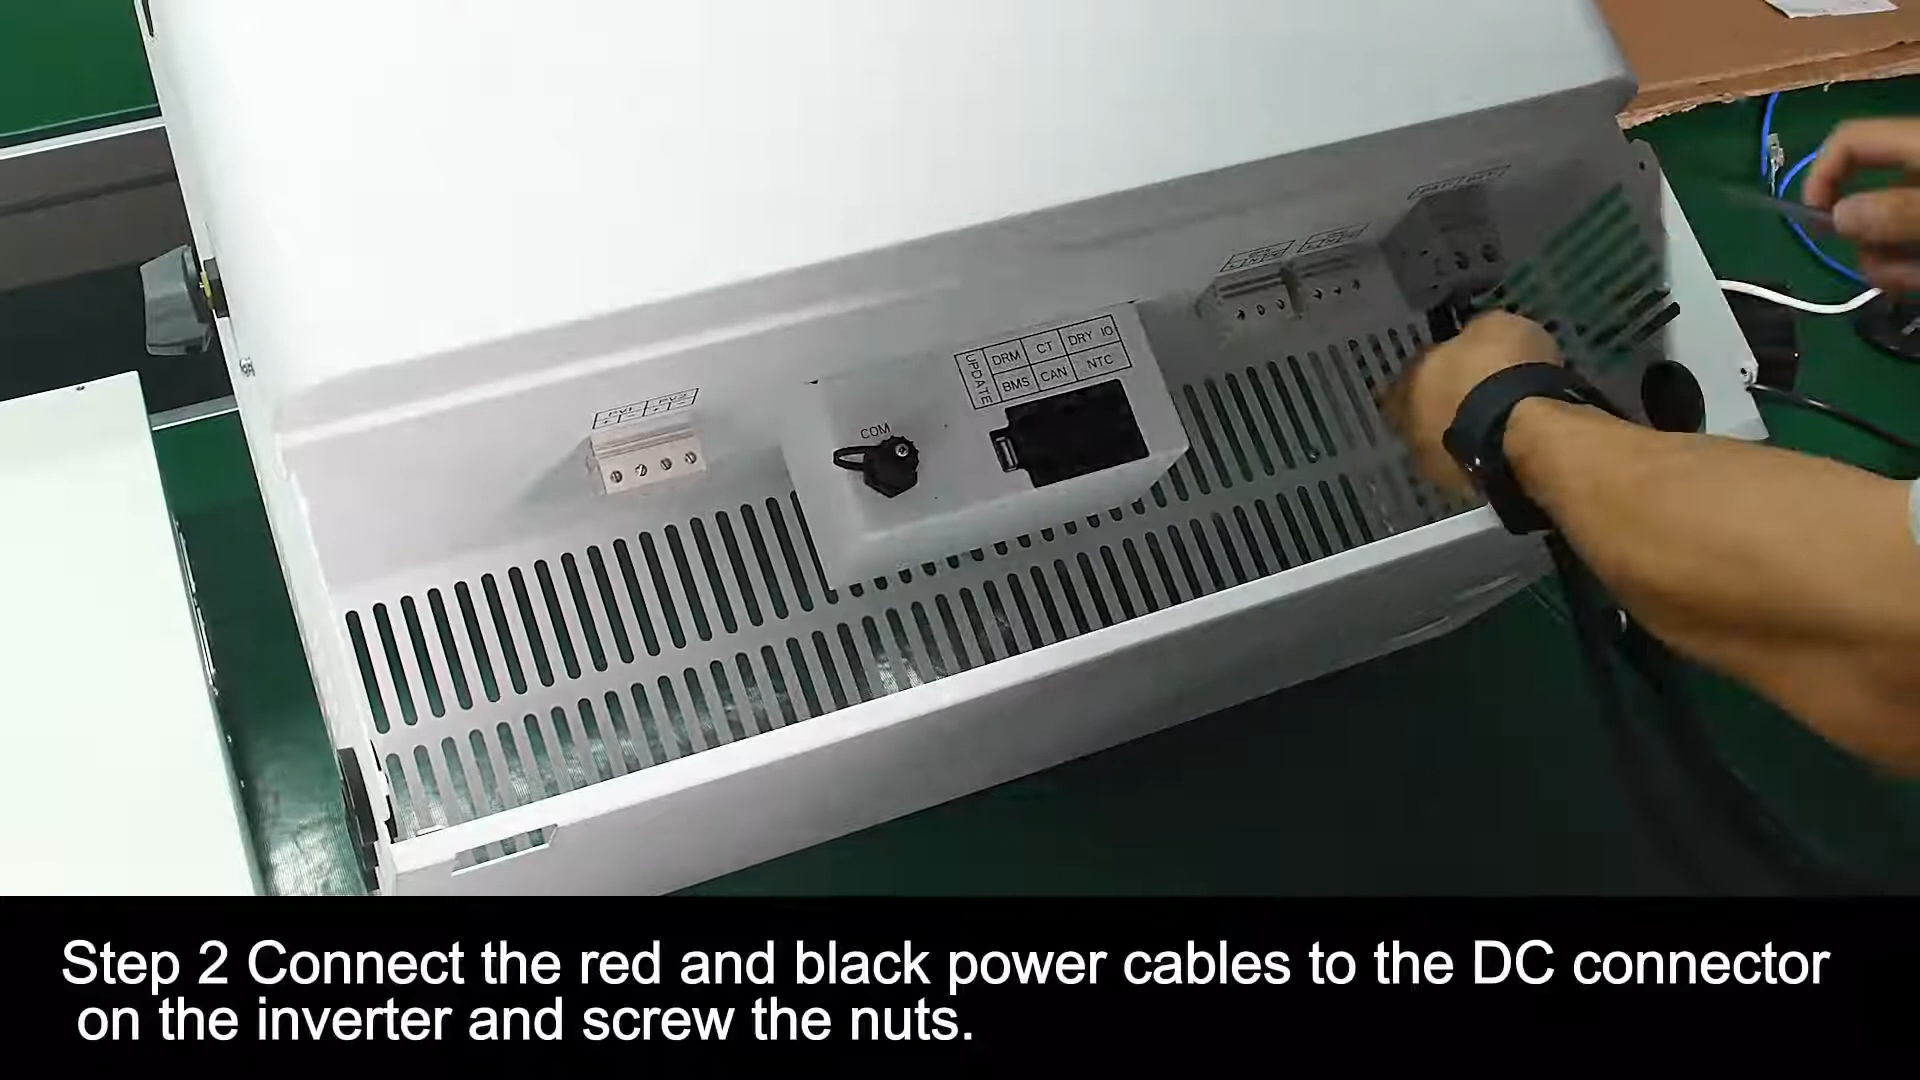 PV1 PV2
COM
UPDATE
DRM CT DRY IO
BMS CAN NTC
Step 2 Connect the red and black power cables to the DC connector
on the inverter and screw the nuts.